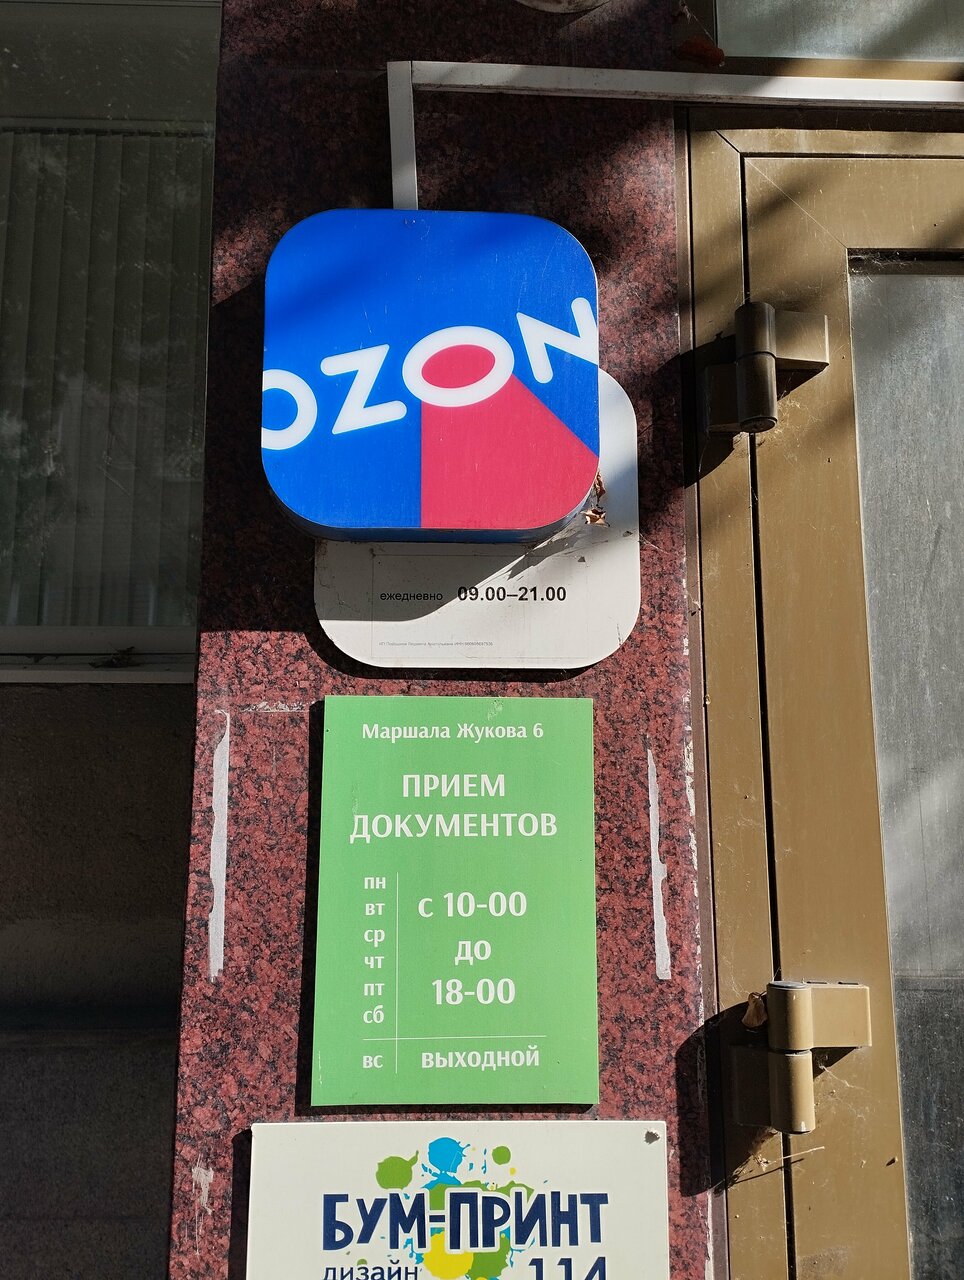 OZON
ежедневно 09.00–21.00
Маршала Жукова 6
ПРИЕМ
ДОКУМЕНТОВ
пн
вт
ср
чт
пт
сб
с 10-00
до
18-00
вс выходной
БУМ-ПРИНТ
дизайн 114